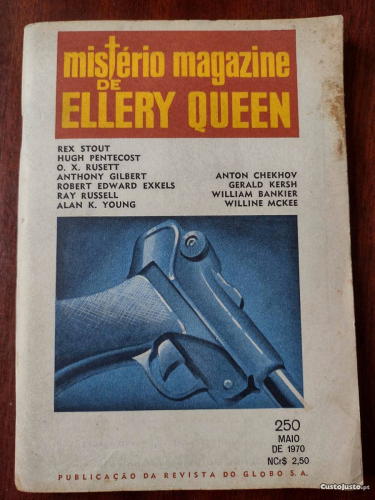 mistério magazine
DE
ELLERY QUEEN
REX STOUT
HUGH PENTECOST
O. X. RUSETT
ANTHONY GILBERT
ROBERT EDWARD EXKELS
RAY RUSSELL
ALAN K. YOUNG
ANTON CHEKHOV
GERALD KERSH
WILLIAM BANKIER
WILLINE MCKEE
250
MAIO
DE 1970
NCr$ 2,50
PUBLICAÇÃO DA REVISTA DO GLOBO S.A.
CustoJusto.pt